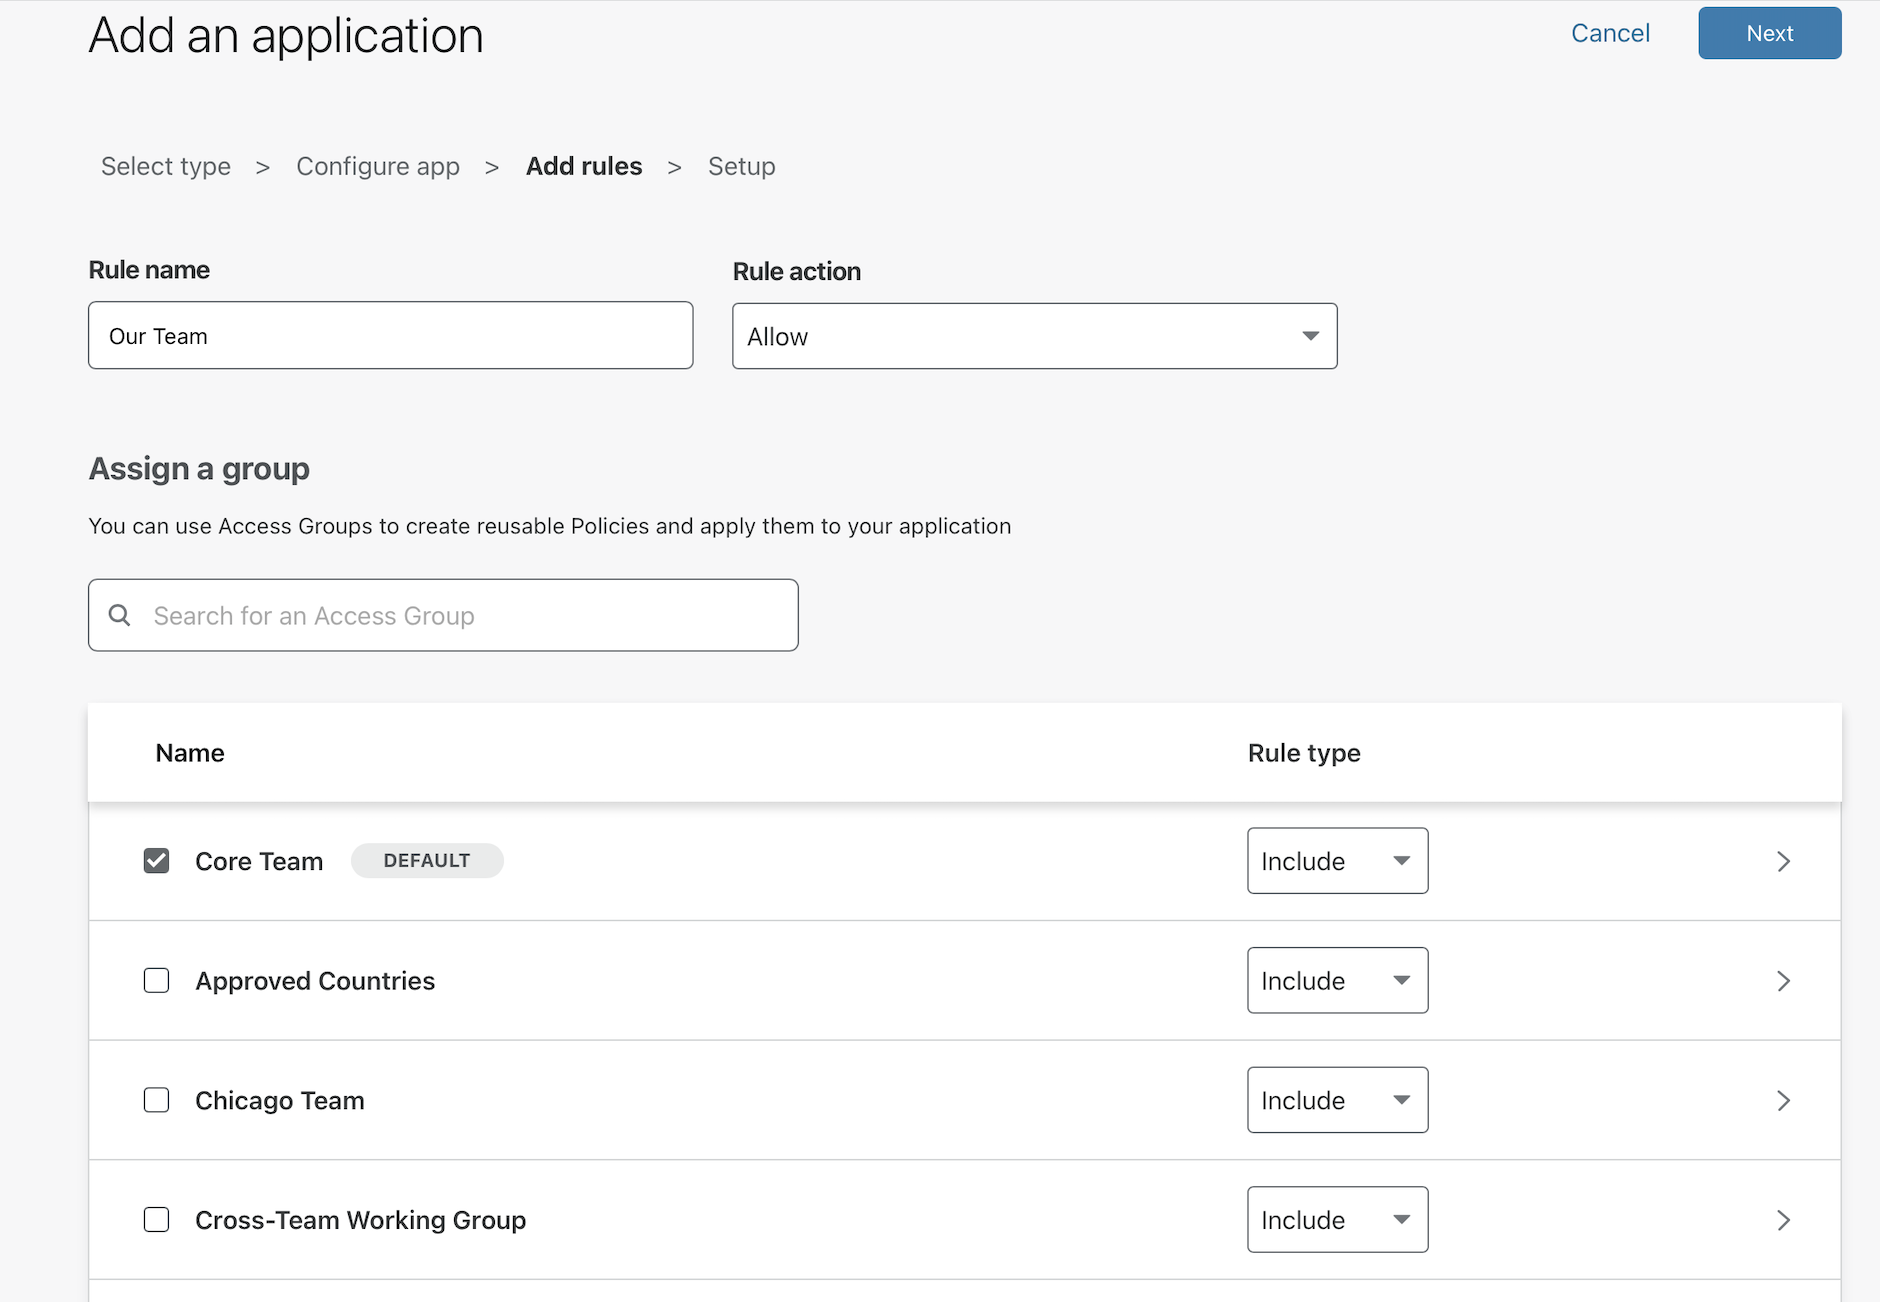 Add an application
Cancel
Next
Select type > Configure app > Add rules > Setup
Rule name
Rule action
Our Team
Allow
Assign a group
You can use Access Groups to create reusable Policies and apply them to your application
Search for an Access Group
Name
Rule type
Core Team
DEFAULT
Include
Approved Countries
Include
Chicago Team
Include
Cross-Team Working Group
Include